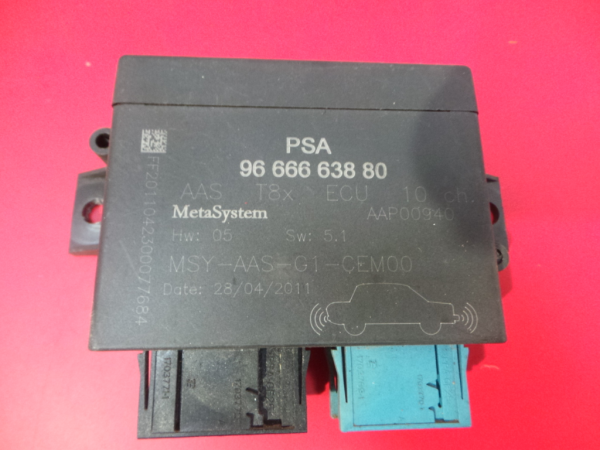 PSA
96 666 638 80
AAS T8x ECU 10 ch.
MetaSystem AAP00940
Hw: 05 Sw: 5.1
MSY-AAS-G1-CEM00
Date: 28/04/2011